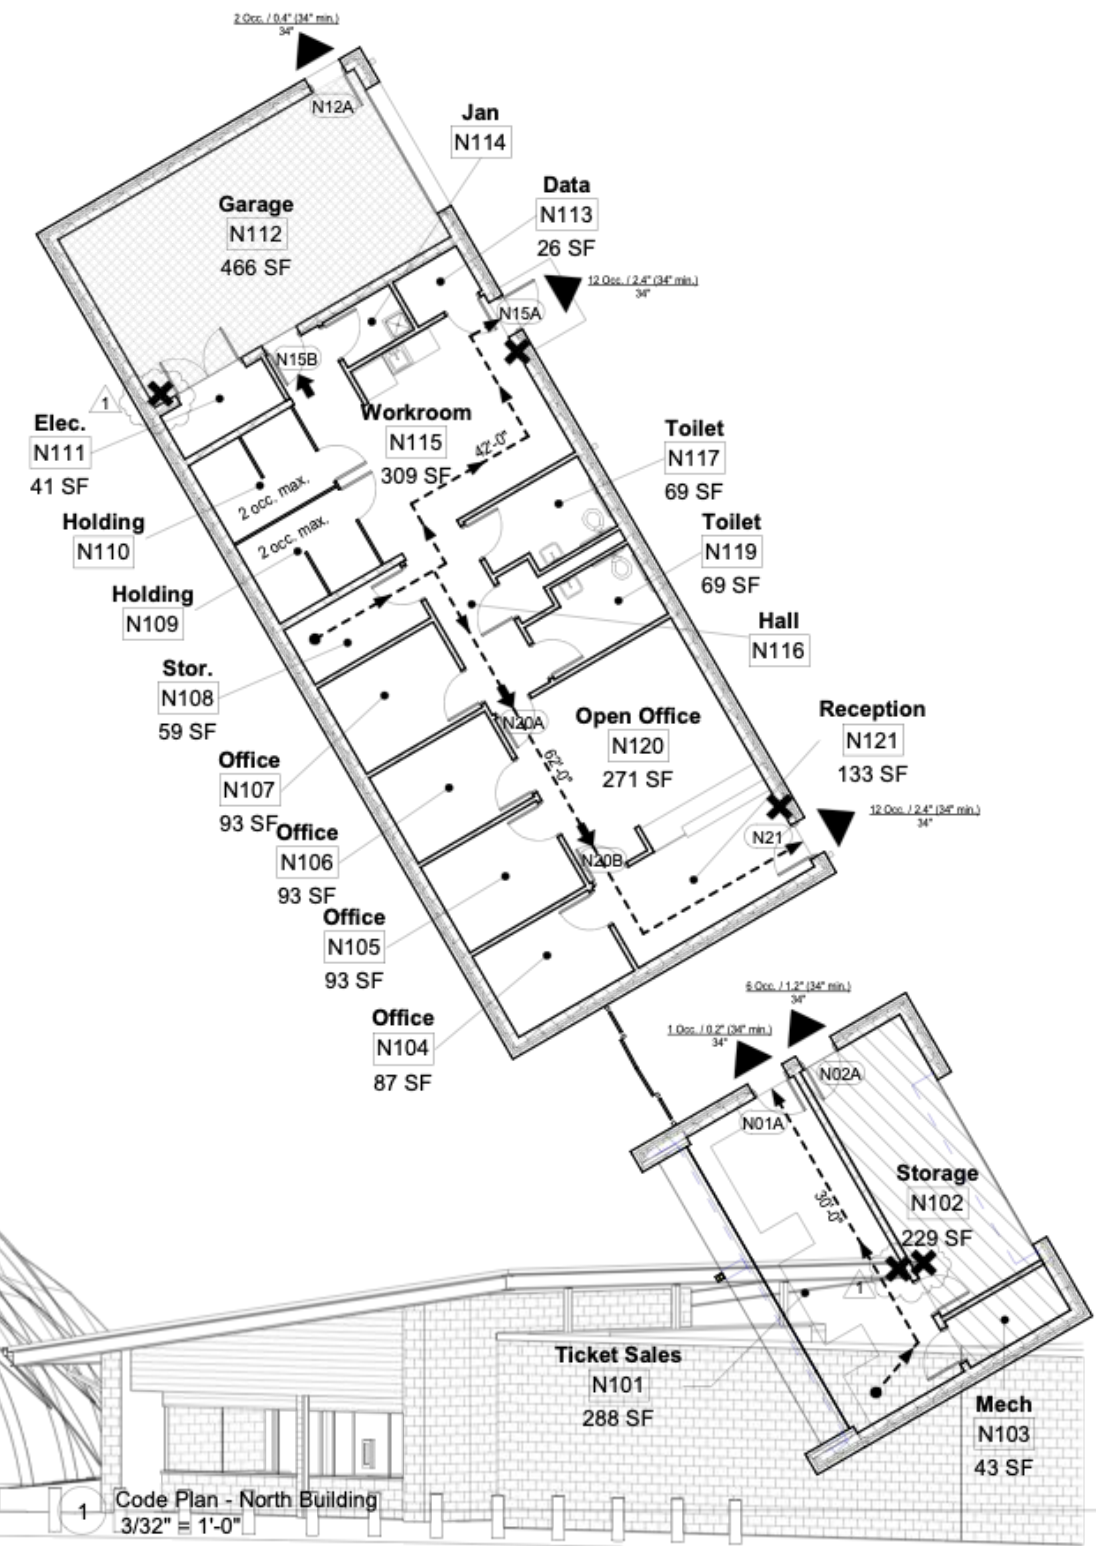 2 Occ. / 0.4" (34" min.)
34"
N12A
Jan
N114
Garage
N112
466 SF
Data
N113
26 SF
12 Occ. / 2.4" (34" min.)
34"
N15A
N15B
1
Elec.
N111
41 SF
Workroom
N115
309 SF
42'-0"
Toilet
N117
69 SF
2 occ. max.
Holding
N110
2 occ. max.
Toilet
N119
69 SF
Holding
N109
Hall
N116
Stor.
N108
59 SF
N20A
Open Office
N120
271 SF
Reception
N121
133 SF
62'-0"
Office
N107
93 SF
12 Occ. / 2.4" (34" min.)
34"
N21
Office
N106
93 SF
N20B
Office
N105
93 SF
Office
N104
87 SF
6 Occ. / 1.2" (34" min.)
34"
1 Occ. / 0.2" (34" min.)
34"
N02A
N01A
Storage
N102
229 SF
30'-0"
1
Ticket Sales
N101
288 SF
Mech
N103
43 SF
1
Code Plan - North Building
3/32" = 1'-0"